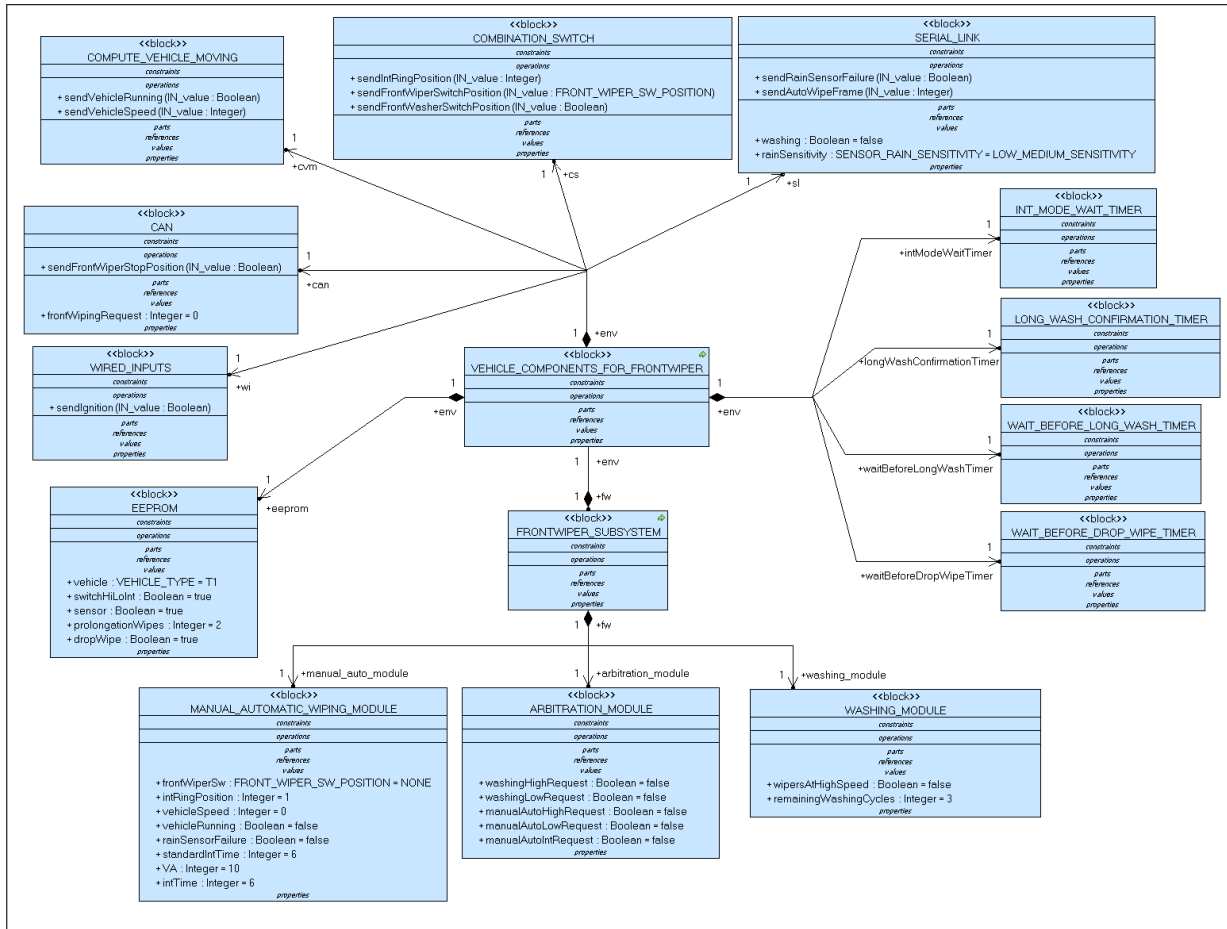 <<block>>
COMPUTE_VEHICLE_MOVING
constraints
operations
+ sendVehicleRunning (IN_value : Boolean)
+ sendVehicleSpeed (IN_value : Integer)
parts
references
values
properties
1
+cvm
<<block>>
COMBINATION_SWITCH
constraints
operations
+ sendIntRingPosition (IN_value : Integer)
+ sendFrontWiperSwitchPosition (IN_value : FRONT_WIPER_SW_POSITION)
+ sendFrontWasherSwitchPosition (IN_value : Boolean)
parts
references
values
properties
1
+cs
<<block>>
SERIAL_LINK
constraints
operations
+ sendRainSensorFailure (IN_value : Boolean)
+ sendAutoWipeFrame (IN_value : Integer)
parts
references
values
+ washing : Boolean = false
+ rainSensitivity : SENSOR_RAIN_SENSITIVITY = LOW_MEDIUM_SENSITIVITY
properties
1
+sl
<<block>>
CAN
constraints
operations
+ sendFrontWiperStopPosition (IN_value : Boolean)
parts
references
values
+ frontWipingRequest : Integer = 0
properties
1
+can
<<block>>
WIRED_INPUTS
constraints
operations
+ sendIgnition (IN_value : Boolean)
parts
references
values
properties
1
+wi
<<block>>
INT_MODE_WAIT_TIMER
constraints
operations
parts
references
values
properties
1
+intModeWaitTimer
<<block>>
LONG_WASH_CONFIRMATION_TIMER
constraints
operations
parts
references
values
properties
1
+longWashConfirmationTimer
<<block>>
WAIT_BEFORE_LONG_WASH_TIMER
constraints
operations
parts
references
values
properties
1
+waitBeforeLongWashTimer
<<block>>
WAIT_BEFORE_DROP_WIPE_TIMER
constraints
operations
parts
references
values
properties
1
+waitBeforeDropWipeTimer
1
+env
<<block>>
VEHICLE_COMPONENTS_FOR_FRONTWIPER
constraints
operations
parts
references
values
properties
1
+env
1
+env
1
+env
1
+fw
<<block>>
EEPROM
constraints
operations
parts
references
values
+ vehicle : VEHICLE_TYPE = T1
+ switchHiLoInt : Boolean = true
+ sensor : Boolean = true
+ prolongationWipes : Integer = 2
+ dropWipe : Boolean = true
properties
1
+eeprom
<<block>>
FRONTWIPER_SUBSYSTEM
constraints
operations
parts
references
values
properties
1
+fw
1
+manual_auto_module
1
+arbitration_module
1
+washing_module
<<block>>
MANUAL_AUTOMATIC_WIPING_MODULE
constraints
operations
parts
references
values
+ frontWiperSw : FRONT_WIPER_SW_POSITION = NONE
+ intRingPosition : Integer = 1
+ vehicleSpeed : Integer = 0
+ vehicleRunning : Boolean = false
+ rainSensorFailure : Boolean = false
+ standardIntTime : Integer = 6
+ VA : Integer = 10
+ intTime : Integer = 6
properties
<<block>>
ARBITRATION_MODULE
constraints
operations
parts
references
values
+ washingHighRequest : Boolean = false
+ washingLowRequest : Boolean = false
+ manualAutoHighRequest : Boolean = false
+ manualAutoLowRequest : Boolean = false
+ manualAutoIntRequest : Boolean = false
properties
<<block>>
WASHING_MODULE
constraints
operations
parts
references
values
+ wipersAtHighSpeed : Boolean = false
+ remainingWashingCycles : Integer = 3
properties